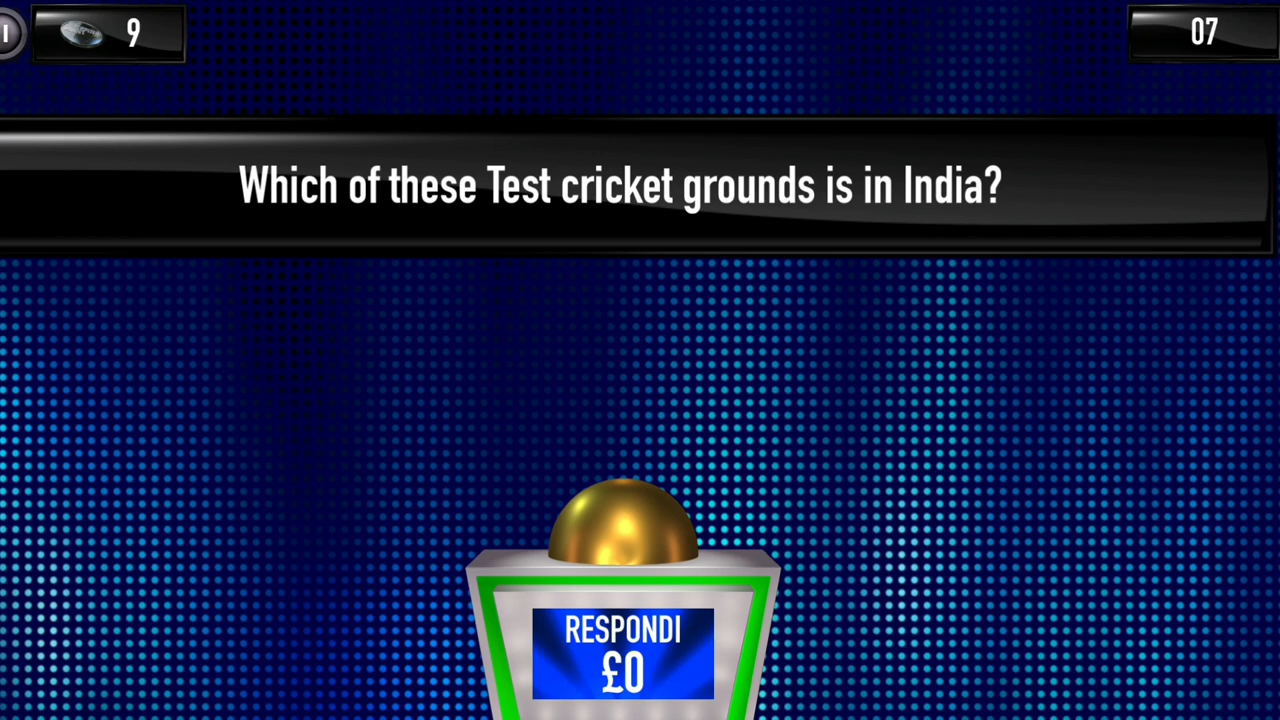 9
07
Which of these Test cricket grounds is in India?
RESPONDI
£0